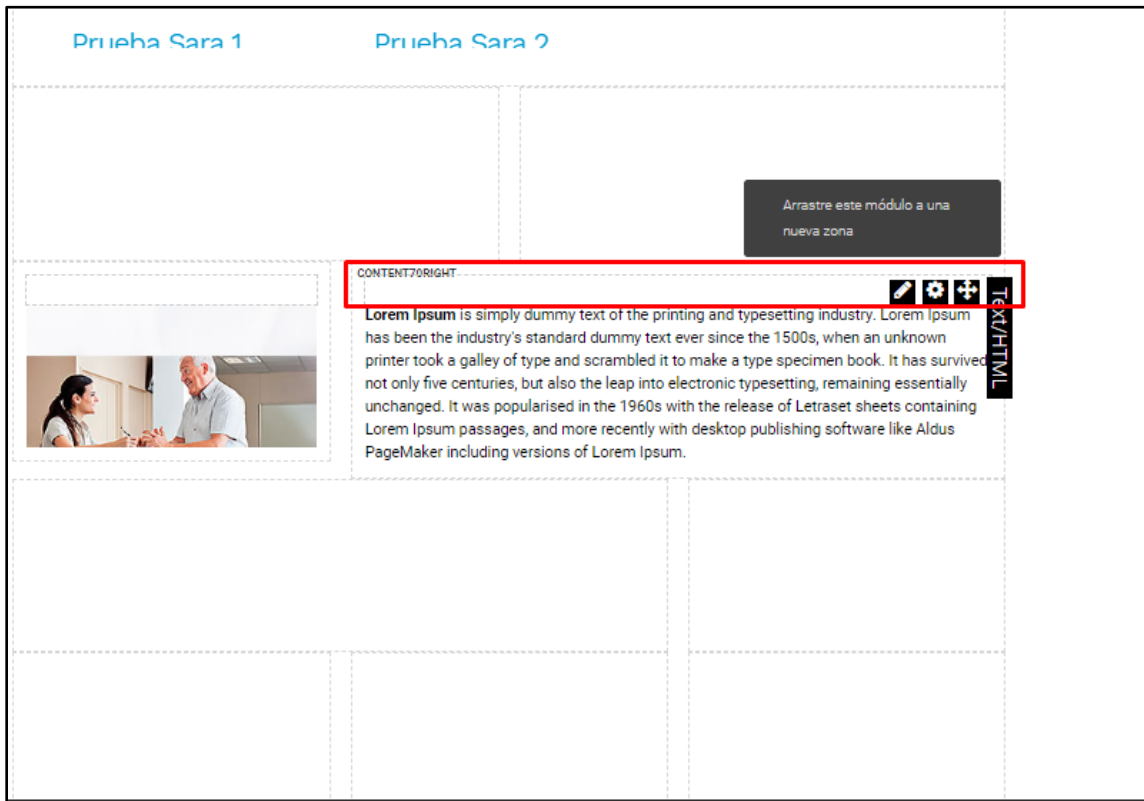 Prueba Sara 1
Prueba Sara 2
Arrastre este módulo a una
nueva zona
CONTENT70RIGHT
Text/HTML
Lorem Ipsum is simply dummy text of the printing and typesetting industry. Lorem Ipsum
has been the industry's standard dummy text ever since the 1500s, when an unknown
printer took a galley of type and scrambled it to make a type specimen book. It has survived
not only five centuries, but also the leap into electronic typesetting, remaining essentially
unchanged. It was popularised in the 1960s with the release of Letraset sheets containing
Lorem Ipsum passages, and more recently with desktop publishing software like Aldus
PageMaker including versions of Lorem Ipsum.